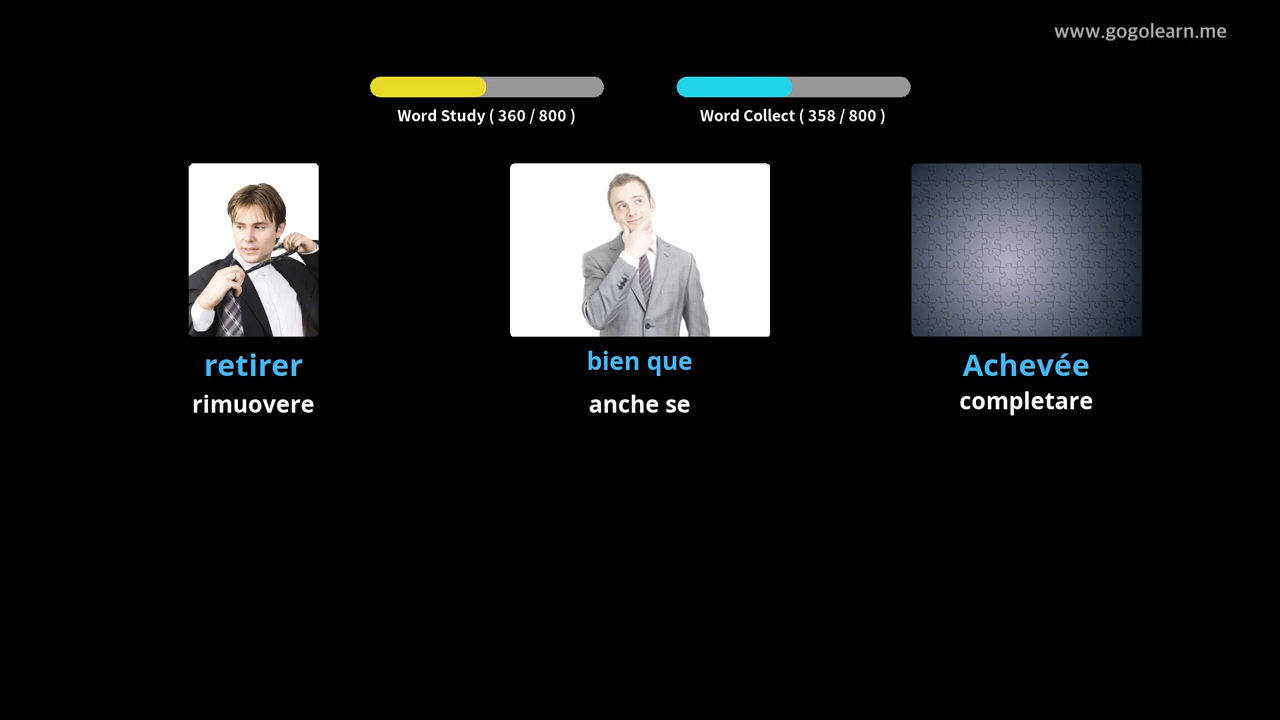 www.gogolearn.me
Word Study ( 360 / 800 )
Word Collect ( 358 / 800 )
retirer
rimuovere
bien que
anche se
Achevée
completare